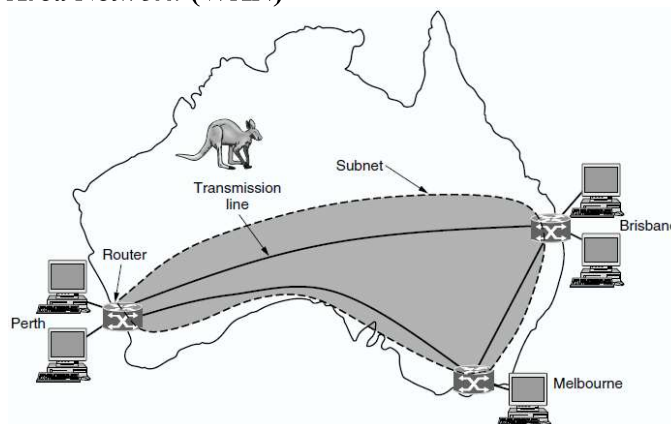 Area Network (WAN)
Subnet
Transmission
line
Brisbane
Router
Perth
Melbourne